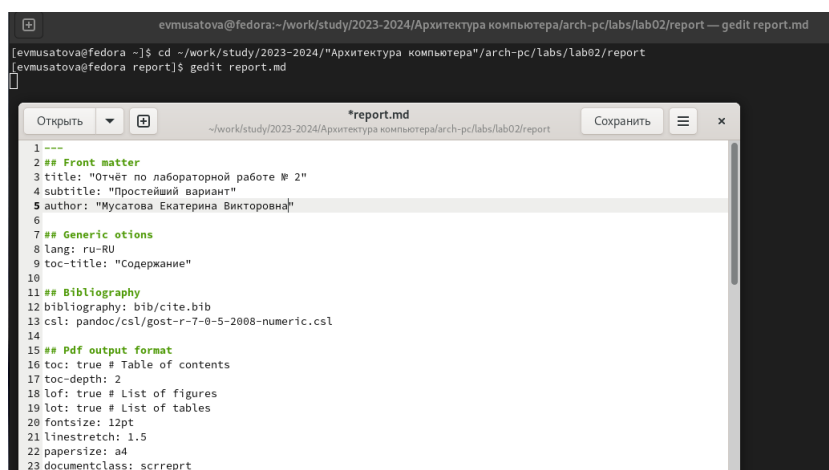 evmusatova@fedora:~/work/study/2023-2024/Архитектура компьютера/arch-pc/labs/lab02/report — gedit report.md
[evmusatova@fedora ~]$ cd ~/work/study/2023-2024/"Архитектура компьютера"/arch-pc/labs/lab02/report
[evmusatova@fedora report]$ gedit report.md
Открыть
*report.md
~/work/study/2023-2024/Архитектура компьютера/arch-pc/labs/lab02/report
Сохранить
1 ---
2 ## Front matter
3 title: "Отчёт по лабораторной работе № 2"
4 subtitle: "Простейший вариант"
5 author: "Мусатова Екатерина Викторовна"
6
7 ## Generic otions
8 lang: ru-RU
9 toc-title: "Содержание"
10
11 ## Bibliography
12 bibliography: bib/cite.bib
13 csl: pandoc/csl/gost-r-7-0-5-2008-numeric.csl
14
15 ## Pdf output format
16 toc: true # Table of contents
17 toc-depth: 2
18 lof: true # List of figures
19 lot: true # List of tables
20 fontsize: 12pt
21 linestretch: 1.5
22 papersize: a4
23 documentclass: scrreprt